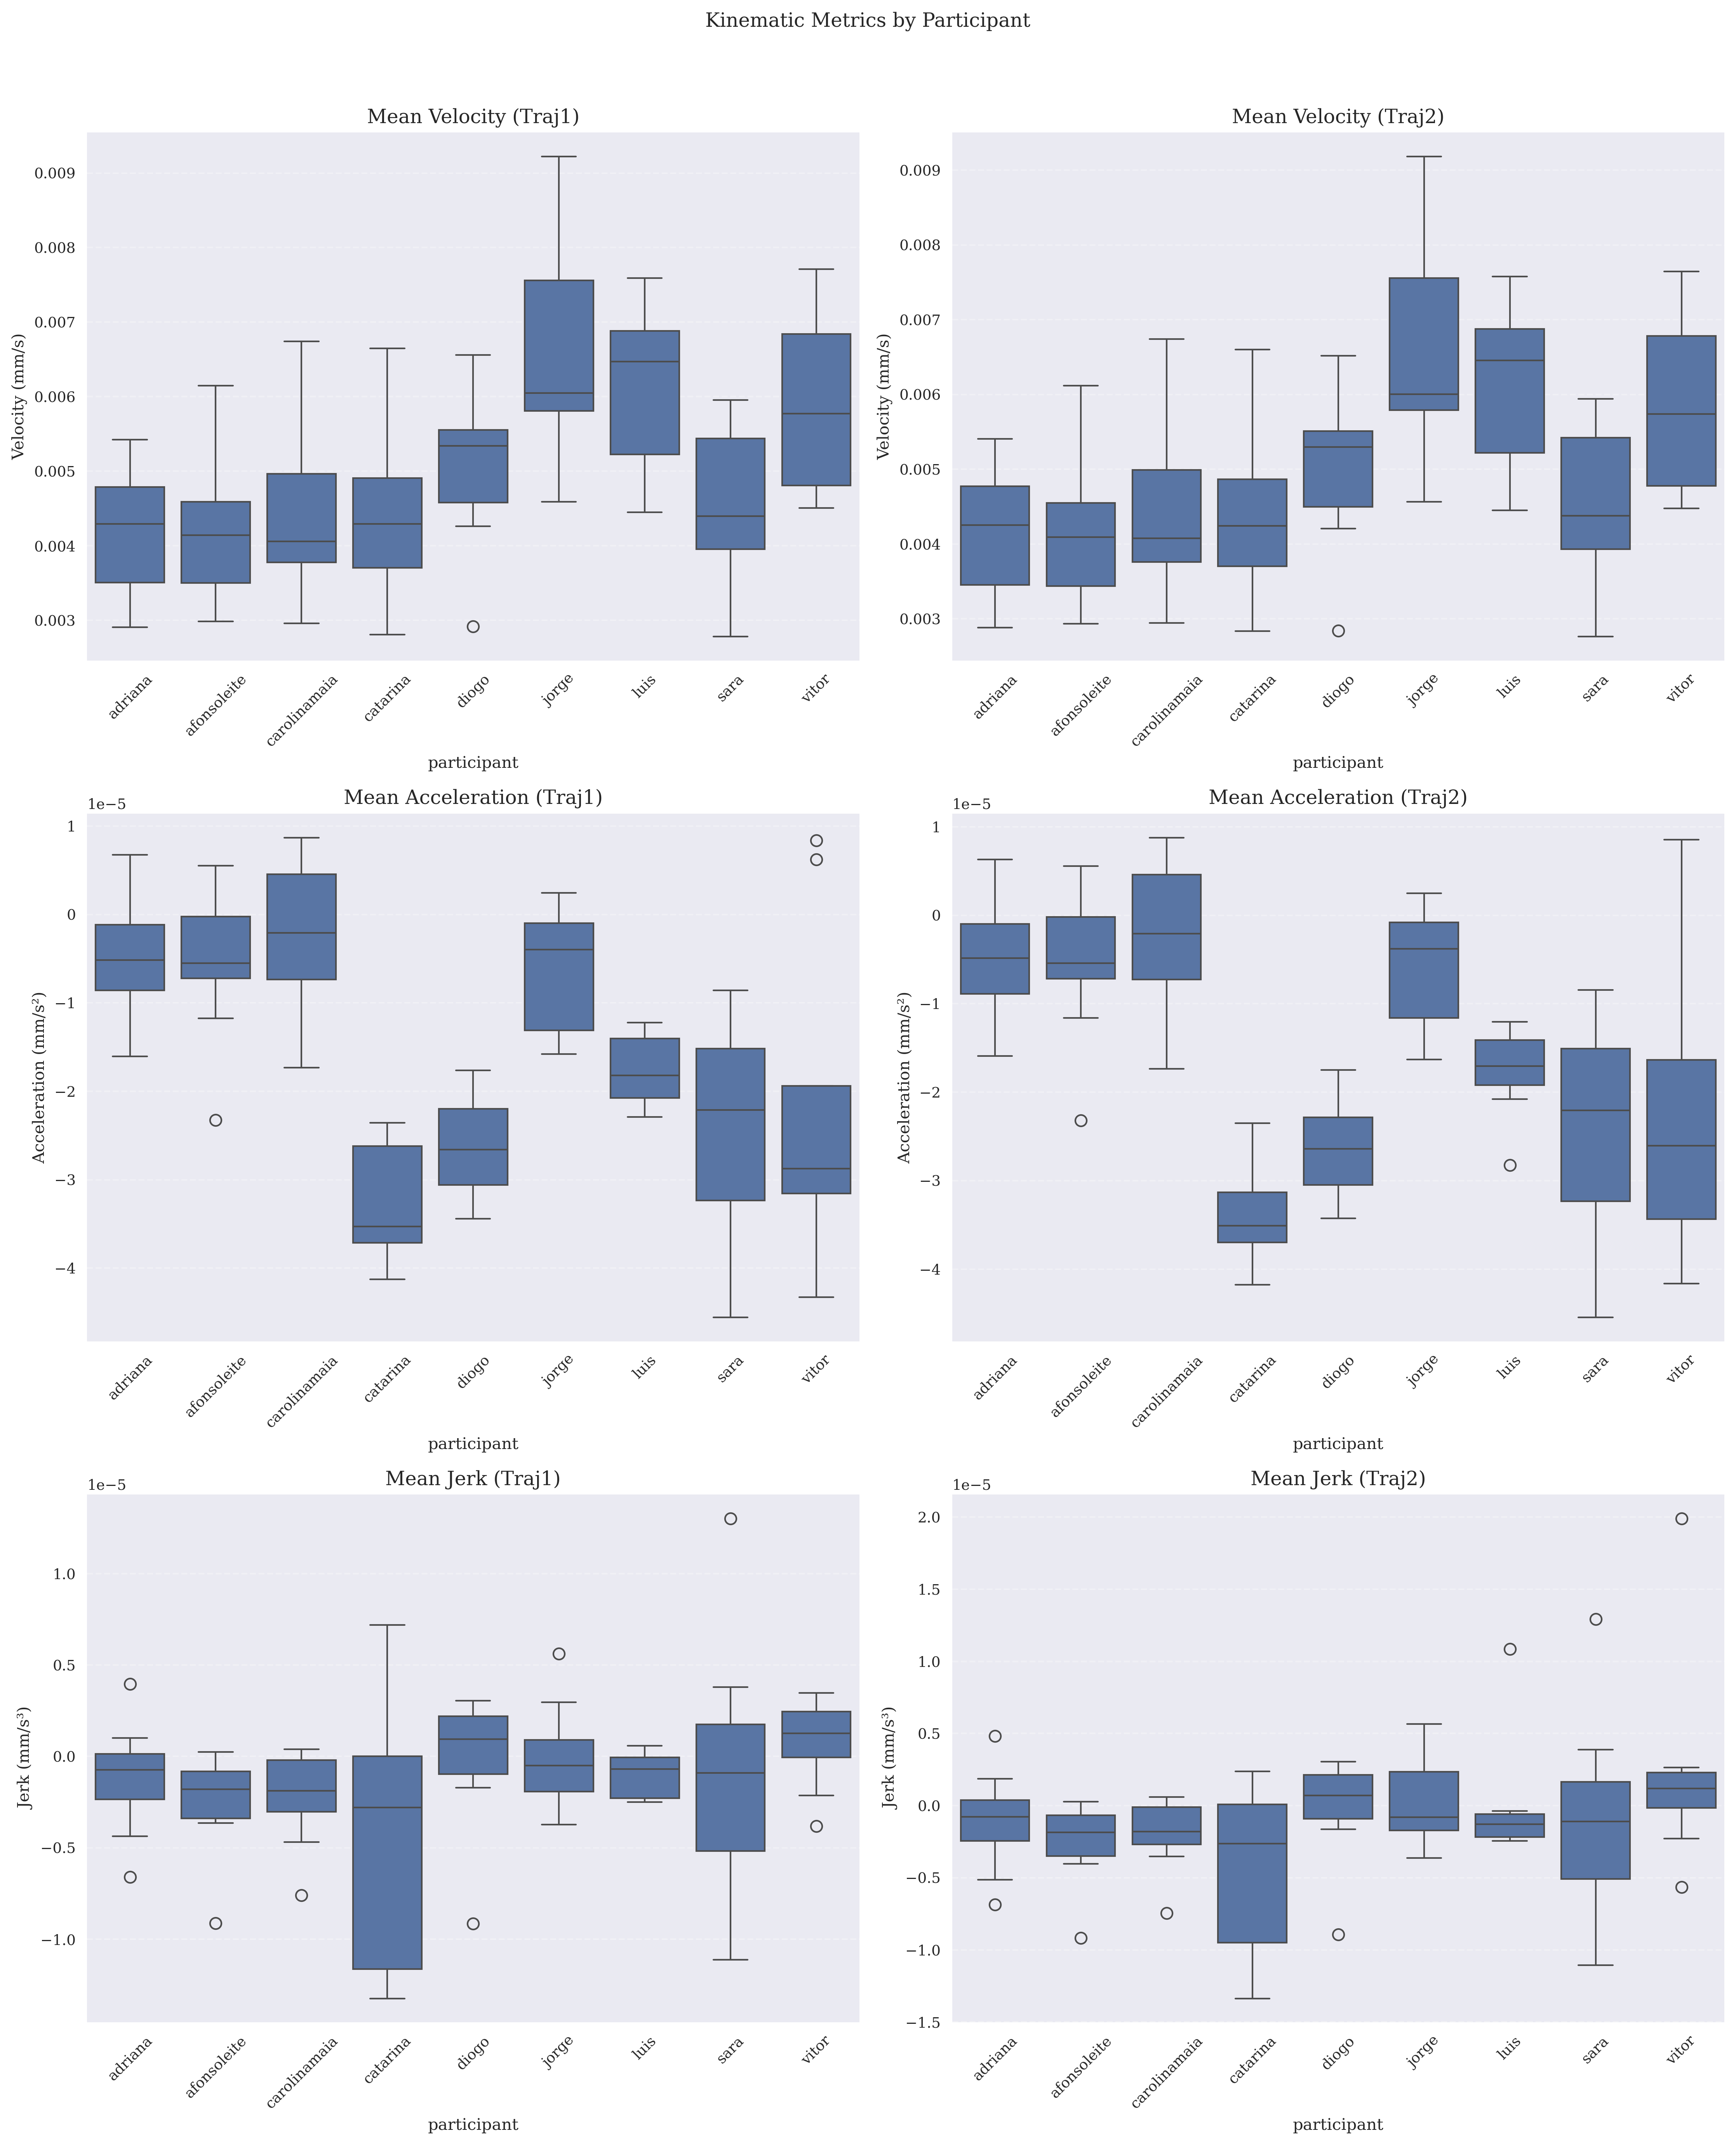 Kinematic Metrics by Participant
Mean Velocity (Traj1)
Velocity (mm/s)
0.009
0.008
0.007
0.006
0.005
0.004
0.003
adriana
afonsoleite
carolinamaia
catarina
diogo
jorge
luis
sara
vitor
participant
Mean Velocity (Traj2)
Velocity (mm/s)
0.009
0.008
0.007
0.006
0.005
0.004
0.003
adriana
afonsoleite
carolinamaia
catarina
diogo
jorge
luis
sara
vitor
participant
Mean Acceleration (Traj1)
1e−5
Acceleration (mm/s²)
1
0
−1
−2
−3
−4
adriana
afonsoleite
carolinamaia
catarina
diogo
jorge
luis
sara
vitor
participant
Mean Acceleration (Traj2)
1e−5
Acceleration (mm/s²)
1
0
−1
−2
−3
−4
adriana
afonsoleite
carolinamaia
catarina
diogo
jorge
luis
sara
vitor
participant
Mean Jerk (Traj1)
1e−5
Jerk (mm/s³)
1.0
0.5
0.0
−0.5
−1.0
adriana
afonsoleite
carolinamaia
catarina
diogo
jorge
luis
sara
vitor
participant
Mean Jerk (Traj2)
1e−5
Jerk (mm/s³)
2.0
1.5
1.0
0.5
0.0
−0.5
−1.0
−1.5
adriana
afonsoleite
carolinamaia
catarina
diogo
jorge
luis
sara
vitor
participant